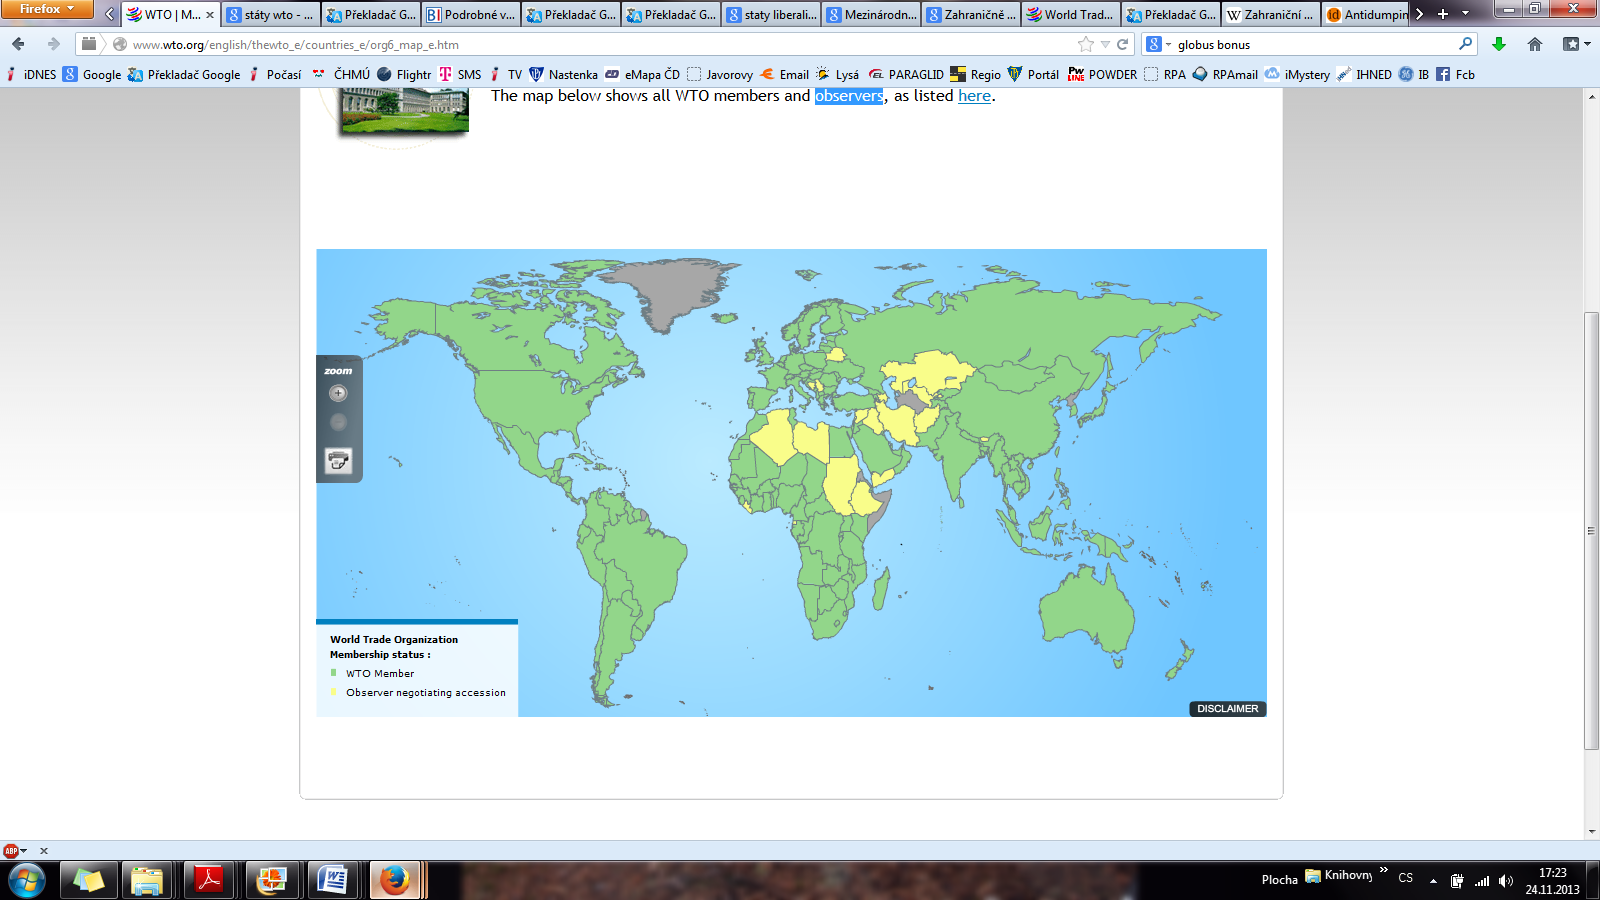 Firefox
WTO | M...
státy wto - ...
Překladač G...
Podrobné v...
Překladač G...
Překladač G...
staty liberali...
Mezinárodn...
Zahraničně ...
World Trad...
Překladač G...
Zahraniční ...
Antidumpin
www.wto.org/english/thewto_e/countries_e/org6_map_e.htm
globus bonus
iDNES Google Překladač Google Počasí ČHMÚ Flightr SMS TV Nastenka eMapa ČD Javorovy Email Lysá PARAGLID Regio Portál POWDER RPA RPAmail iMystery IHNED IB Fcb
The map below shows all WTO members and observers, as listed here.
zoom
World Trade Organization
Membership status :
WTO Member
Observer negotiating accession
DISCLAIMER
ABP
Plocha
Knihovny
CS
17:23
24.11.2013